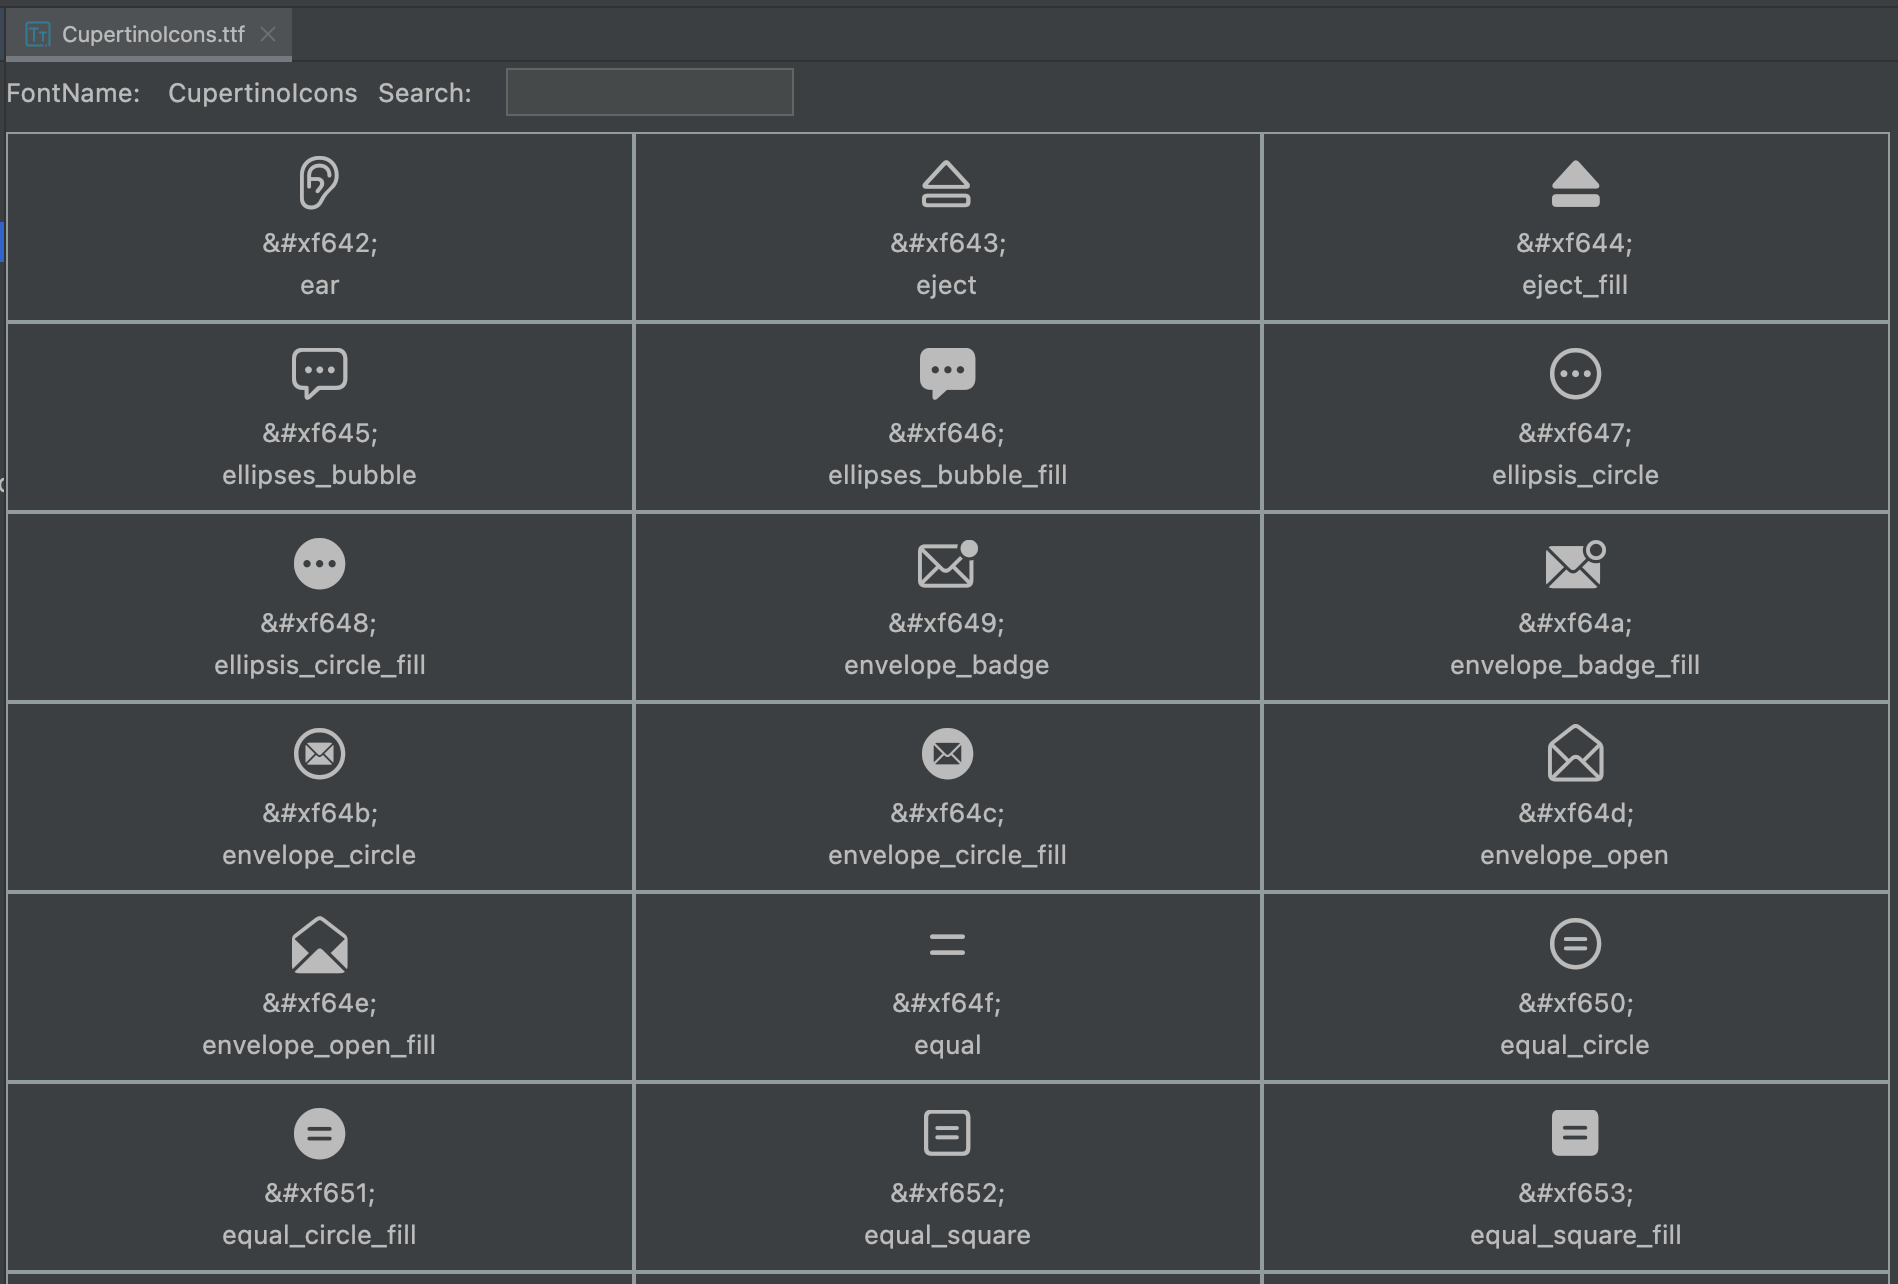 CupertinoIcons.ttf
FontName: CupertinoIcons Search:
&#xf642; &#xf643; &#xf644;
ear eject eject_fill
&#xf645; &#xf646; &#xf647;
ellipses_bubble ellipses_bubble_fill ellipsis_circle
&#xf648; &#xf649; &#xf64a;
ellipsis_circle_fill envelope_badge envelope_badge_fill
&#xf64b; &#xf64c; &#xf64d;
envelope_circle envelope_circle_fill envelope_open
&#xf64e; &#xf64f; &#xf650;
envelope_open_fill equal equal_circle
&#xf651; &#xf652; &#xf653;
equal_circle_fill equal_square equal_square_fill